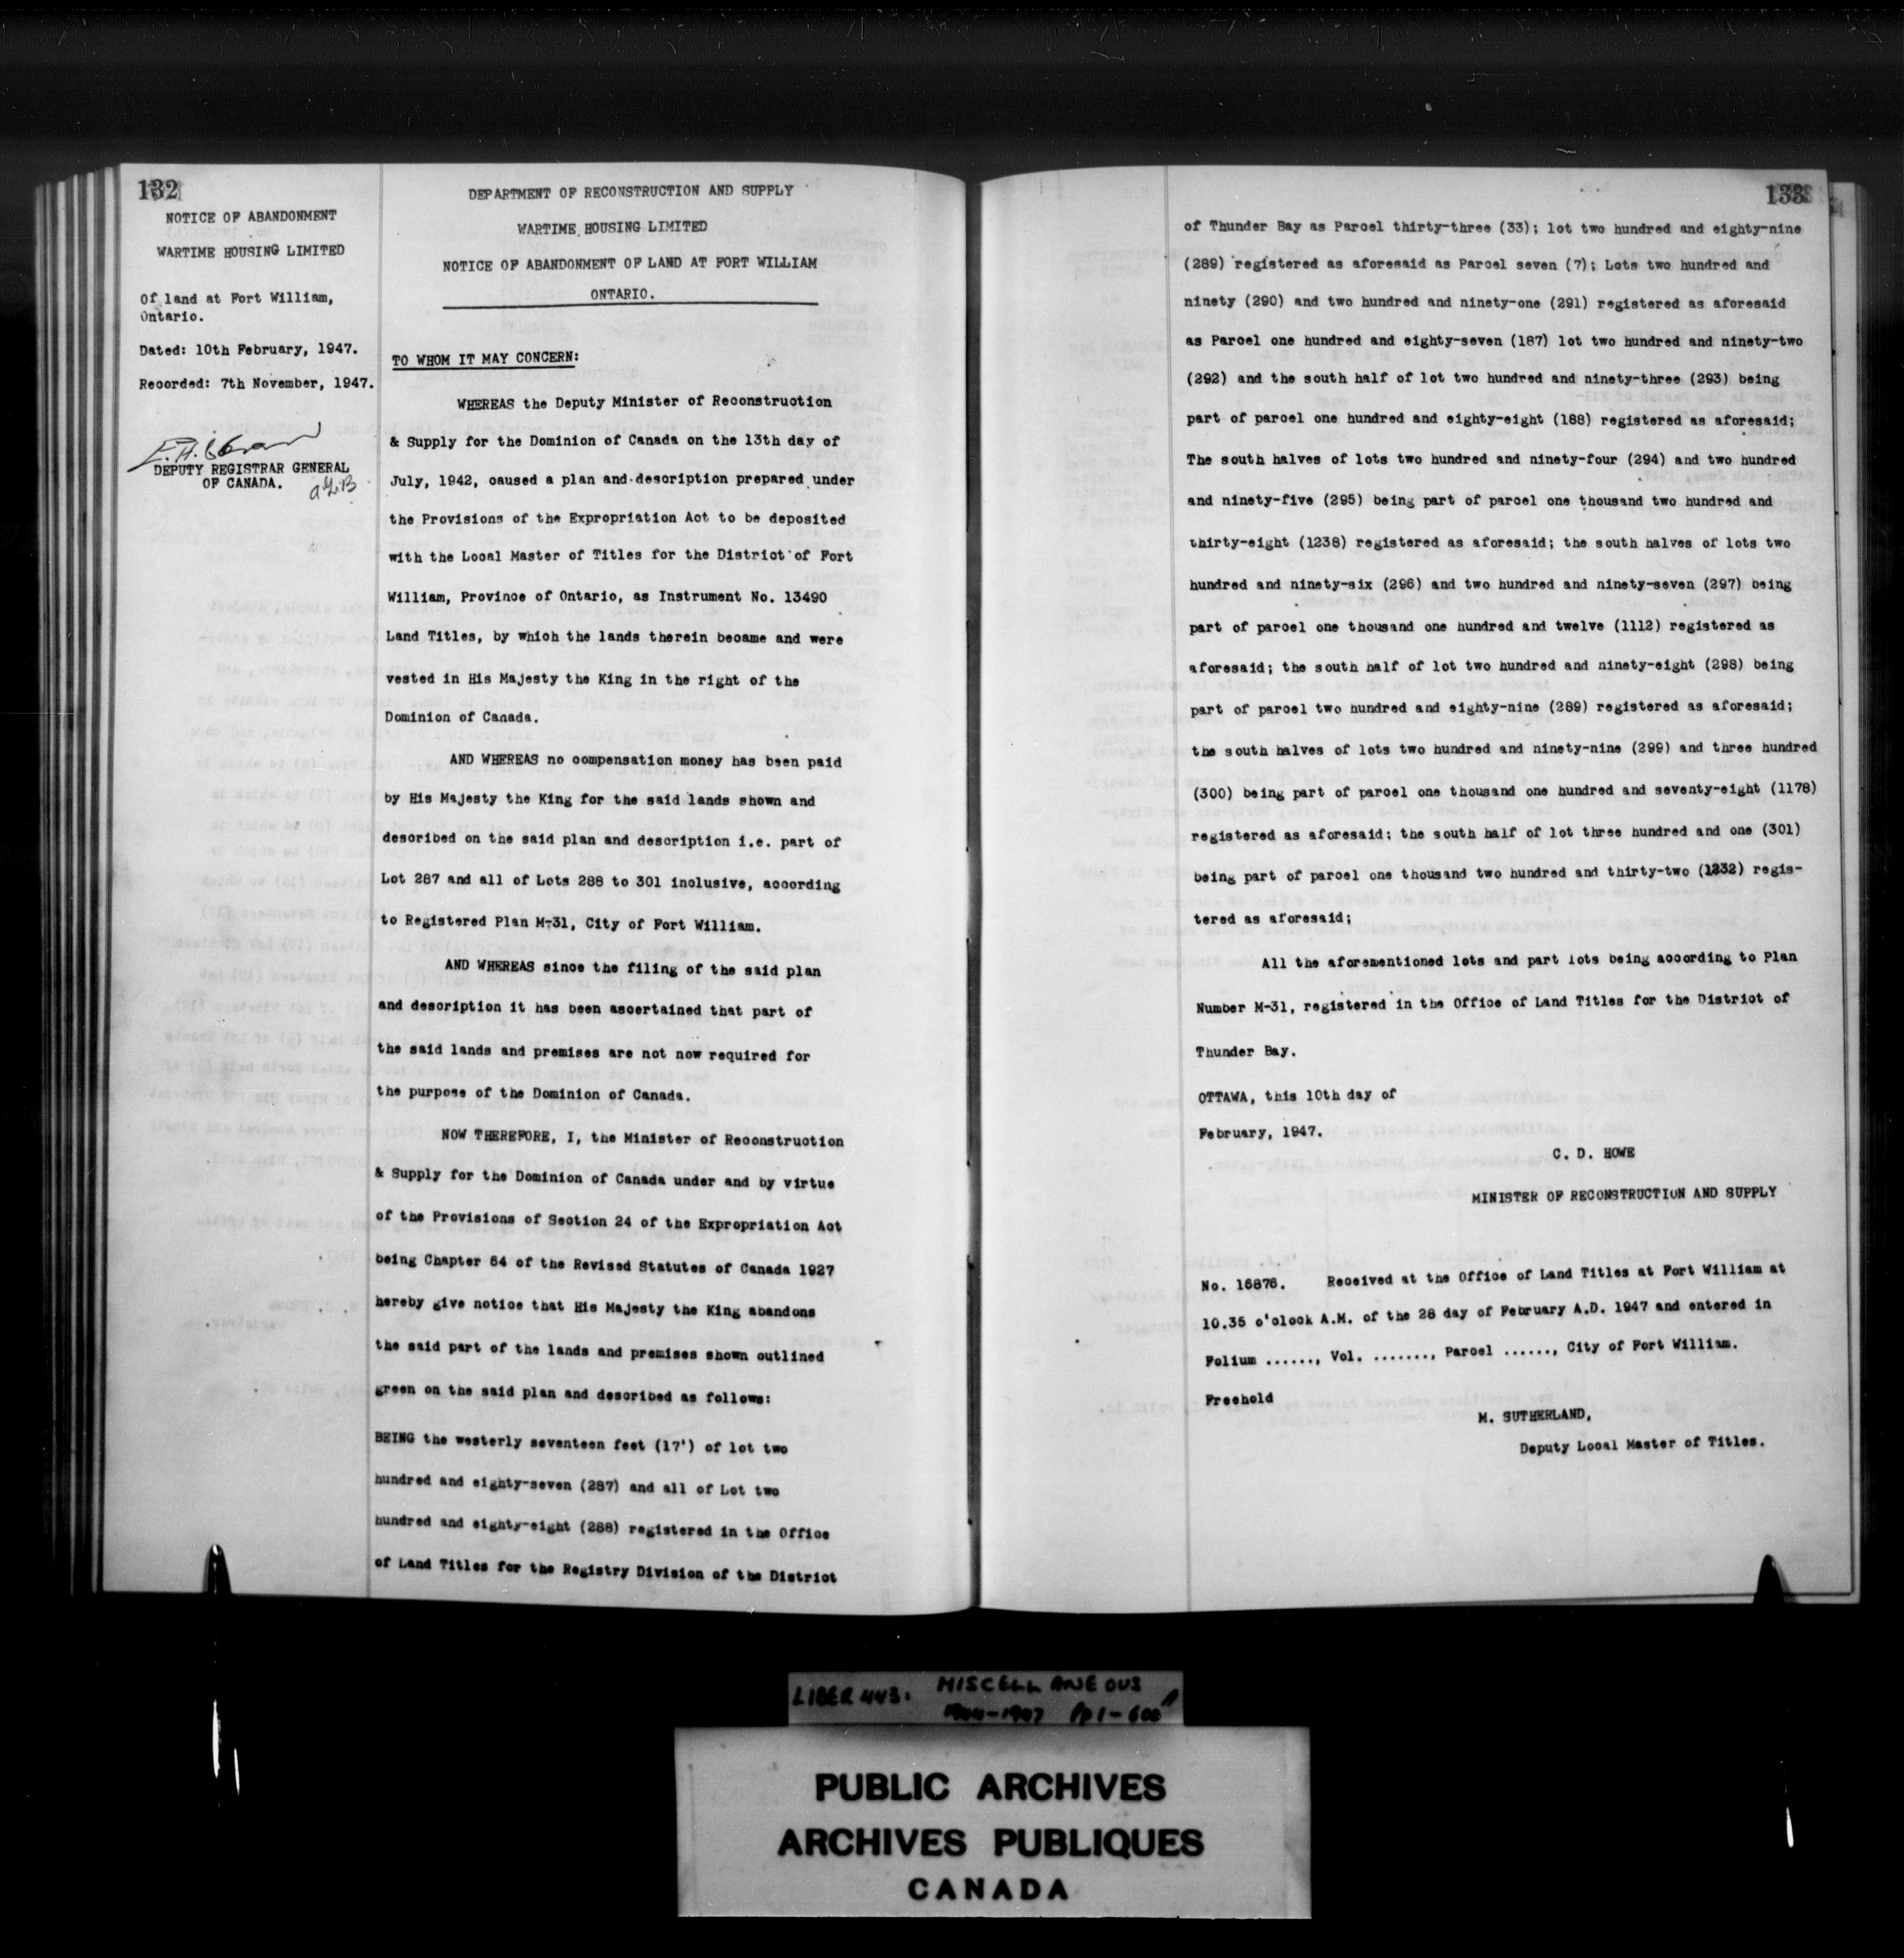 132
NOTICE OF ABANDONMENT
WARTIME HOUSING LIMITED
Of land at Fort William,
Ontario.
Dated: 10th February, 1947.
Recorded: 7th November, 1947.
DEPUTY REGISTRAR GENERAL
OF CANADA.
DEPARTMENT OF RECONSTRUCTION AND SUPPLY
WARTIME HOUSING LIMITED
NOTICE OF ABANDONMENT OF LAND AT FORT WILLIAM
ONTARIO.
TO WHOM IT MAY CONCERN:
WHEREAS the Deputy Minister of Reconstruction
& Supply for the Dominion of Canada on the 13th day of
July, 1942, caused a plan and description prepared under
the Provisions of the Expropriation Act to be deposited
with the Local Master of Titles for the District of Fort
William, Province of Ontario, as Instrument No. 13490
Land Titles, by which the lands therein became and were
vested in His Majesty the King in the right of the
Dominion of Canada.
AND WHEREAS no compensation money has been paid
by His Majesty the King for the said lands shown and
described on the said plan and description i.e. part of
Lot 287 and all of Lots 288 to 301 inclusive, according
to Registered Plan M-31, City of Fort William.
AND WHEREAS since the filing of the said plan
and description it has been ascertained that part of
the said lands and premises are not now required for
the purpose of the Dominion of Canada.
NOW THEREFORE, I, the Minister of Reconstruction
& Supply for the Dominion of Canada under and by virtue
of the Provisions of Section 24 of the Expropriation Act
being Chapter 64 of the Revised Statutes of Canada 1927
hereby give notice that His Majesty the King abandons
the said part of the lands and premises shown outlined
green on the said plan and described as follows:
BEING the westerly seventeen feet (17') of lot two
hundred and eighty-seven (287) and all of Lot two
hundred and eighty-eight (288) registered in the Office
of Land Titles for the Registry Division of the District
133
of Thunder Bay as Parcel thirty-three (33); lot two hundred and eighty-nine
(289) registered as aforesaid as Parcel seven (7); Lots two hundred and
ninety (290) and two hundred and ninety-one (291) registered as aforesaid
as Parcel one hundred and eighty-seven (187) lot two hundred and ninety-two
(292) and the south half of lot two hundred and ninety-three (293) being
part of parcel one hundred and eighty-eight (188) registered as aforesaid;
The south halves of lots two hundred and ninety-four (294) and two hundred
and ninety-five (295) being part of parcel one thousand two hundred and
thirty-eight (1238) registered as aforesaid; the south halves of lots two
hundred and ninety-six (296) and two hundred and ninety-seven (297) being
part of parcel one thousand one hundred and twelve (1112) registered as
aforesaid; the south half of lot two hundred and ninety-eight (298) being
part of parcel two hundred and eighty-nine (289) registered as aforesaid;
the south halves of lots two hundred and ninety-nine (299) and three hundred
(300) being part of parcel one thousand one hundred and seventy-eight (1178)
registered as aforesaid; the south half of lot three hundred and one (301)
being part of parcel one thousand two hundred and thirty-two (1232) regis-
tered as aforesaid;
All the aforementioned lots and part lots being according to Plan
Number M-31, registered in the Office of Land Titles for the District of
Thunder Bay.
OTTAWA, this 10th day of
February, 1947.
C. D. HOWE
MINISTER OF RECONSTRUCTION AND SUPPLY
No. 16876. Received at the Office of Land Titles at Fort William at
10.35 o'clock A.M. of the 28 day of February A.D. 1947 and entered in
Folium ......, Vol. ......., Parcel ......, City of Fort William.
Freehold
M. SUTHERLAND,
Deputy Local Master of Titles.
LIBER 443: MISCELLANEOUS
1944-1947 Pp 1-600
PUBLIC ARCHIVES
ARCHIVES PUBLIQUES
CANADA